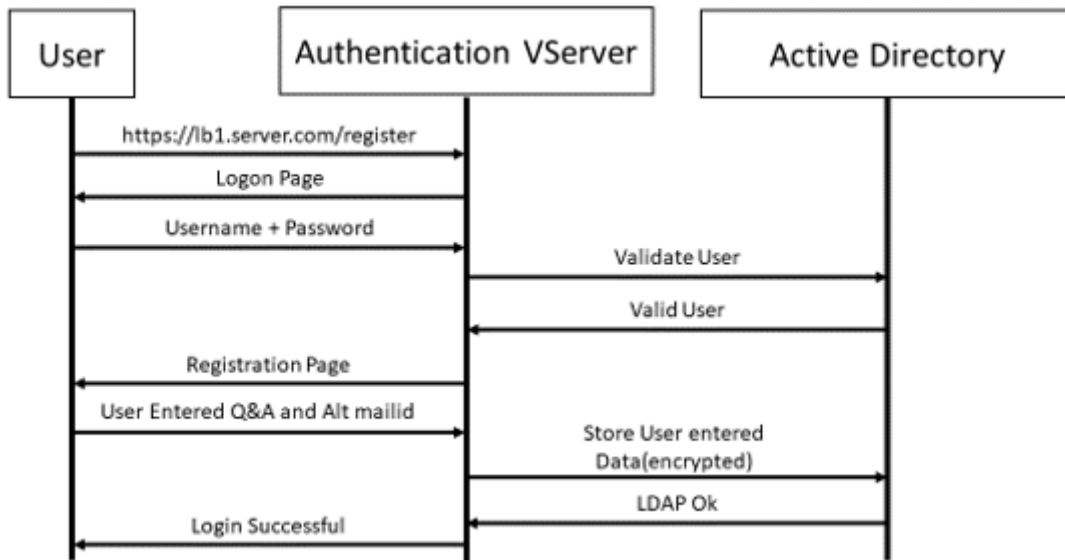 User
Authentication VServer
Active Directory
https://lb1.server.com/register
Logon Page
Username + Password
Validate User
Valid User
Registration Page
User Entered Q&A and Alt mailid
Store User entered
Data(encrypted)
LDAP Ok
Login Successful